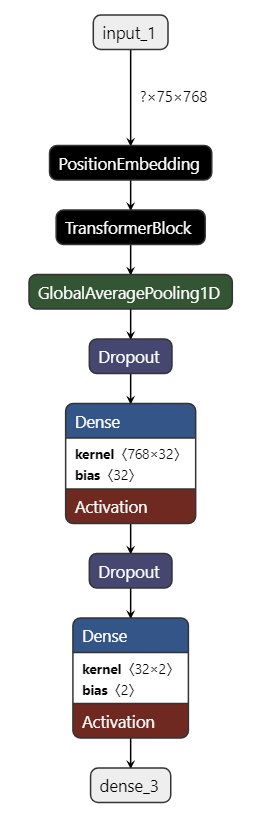 input_1
?×75×768
PositionEmbedding
TransformerBlock
GlobalAveragePooling1D
Dropout
Dense
kernel ⟨768×32⟩
bias ⟨32⟩
Activation
Dropout
Dense
kernel ⟨32×2⟩
bias ⟨2⟩
Activation
dense_3